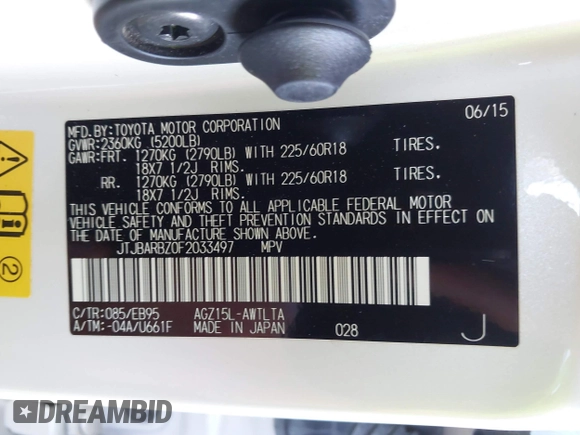 06/15
MFD.BY:TOYOTA MOTOR CORPORATION
GVWR:2360KG (5200LB)
GAWR:FRT. 1270KG (2790LB) WITH 225/60R18 TIRES.
18X7 1/2J RIMS.
RR. 1270KG (2790LB) WITH 225/60R18 TIRES.
18X7 1/2J RIMS.
THIS VEHICLE CONFORMS TO ALL APPLICABLE FEDERAL MOTOR
VEHICLE SAFETY AND THEFT PREVENTION STANDARDS IN EFFECT
ON THE DATE OF MANUFACTURE SHOWN ABOVE.
JTJBARBZ0F2033497 MPV
C/TR:085/EB95 AGZ15L-AWTLTA
A/TM:-04A/U661F MADE IN JAPAN 028 J
2
DREAMBID